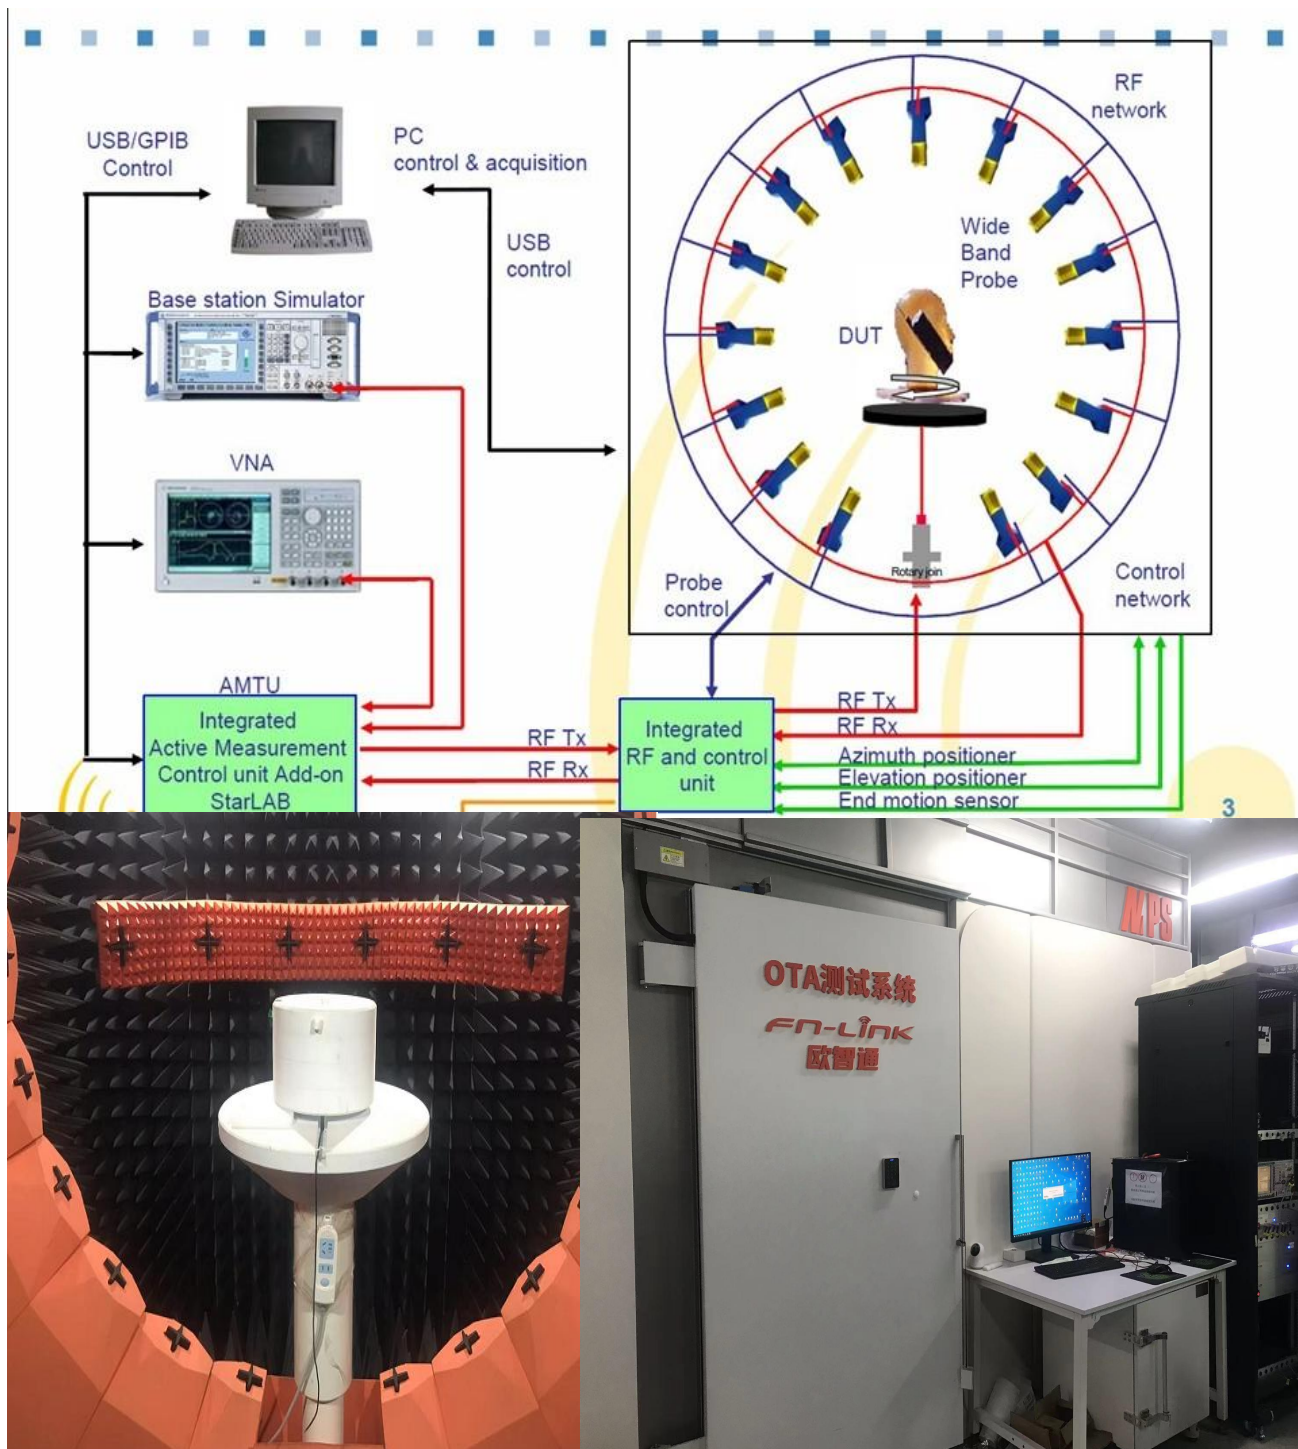 USB/GPIB
Control
PC
control & acquisition
USB
control
Base station Simulator
VNA
AMTU
Integrated
Active Measurement
Control unit Add-on
StarLAB
RF Tx
RF Rx
RF
network
Wide
Band
Probe
DUT
Rotary join
Probe
control
Control
network
Integrated
RF and control
unit
RF Tx
RF Rx
Azimuth positioner
Elevation positioner
End motion sensor
3
MPS
OTA测试系统
FN-LINK
欧智通